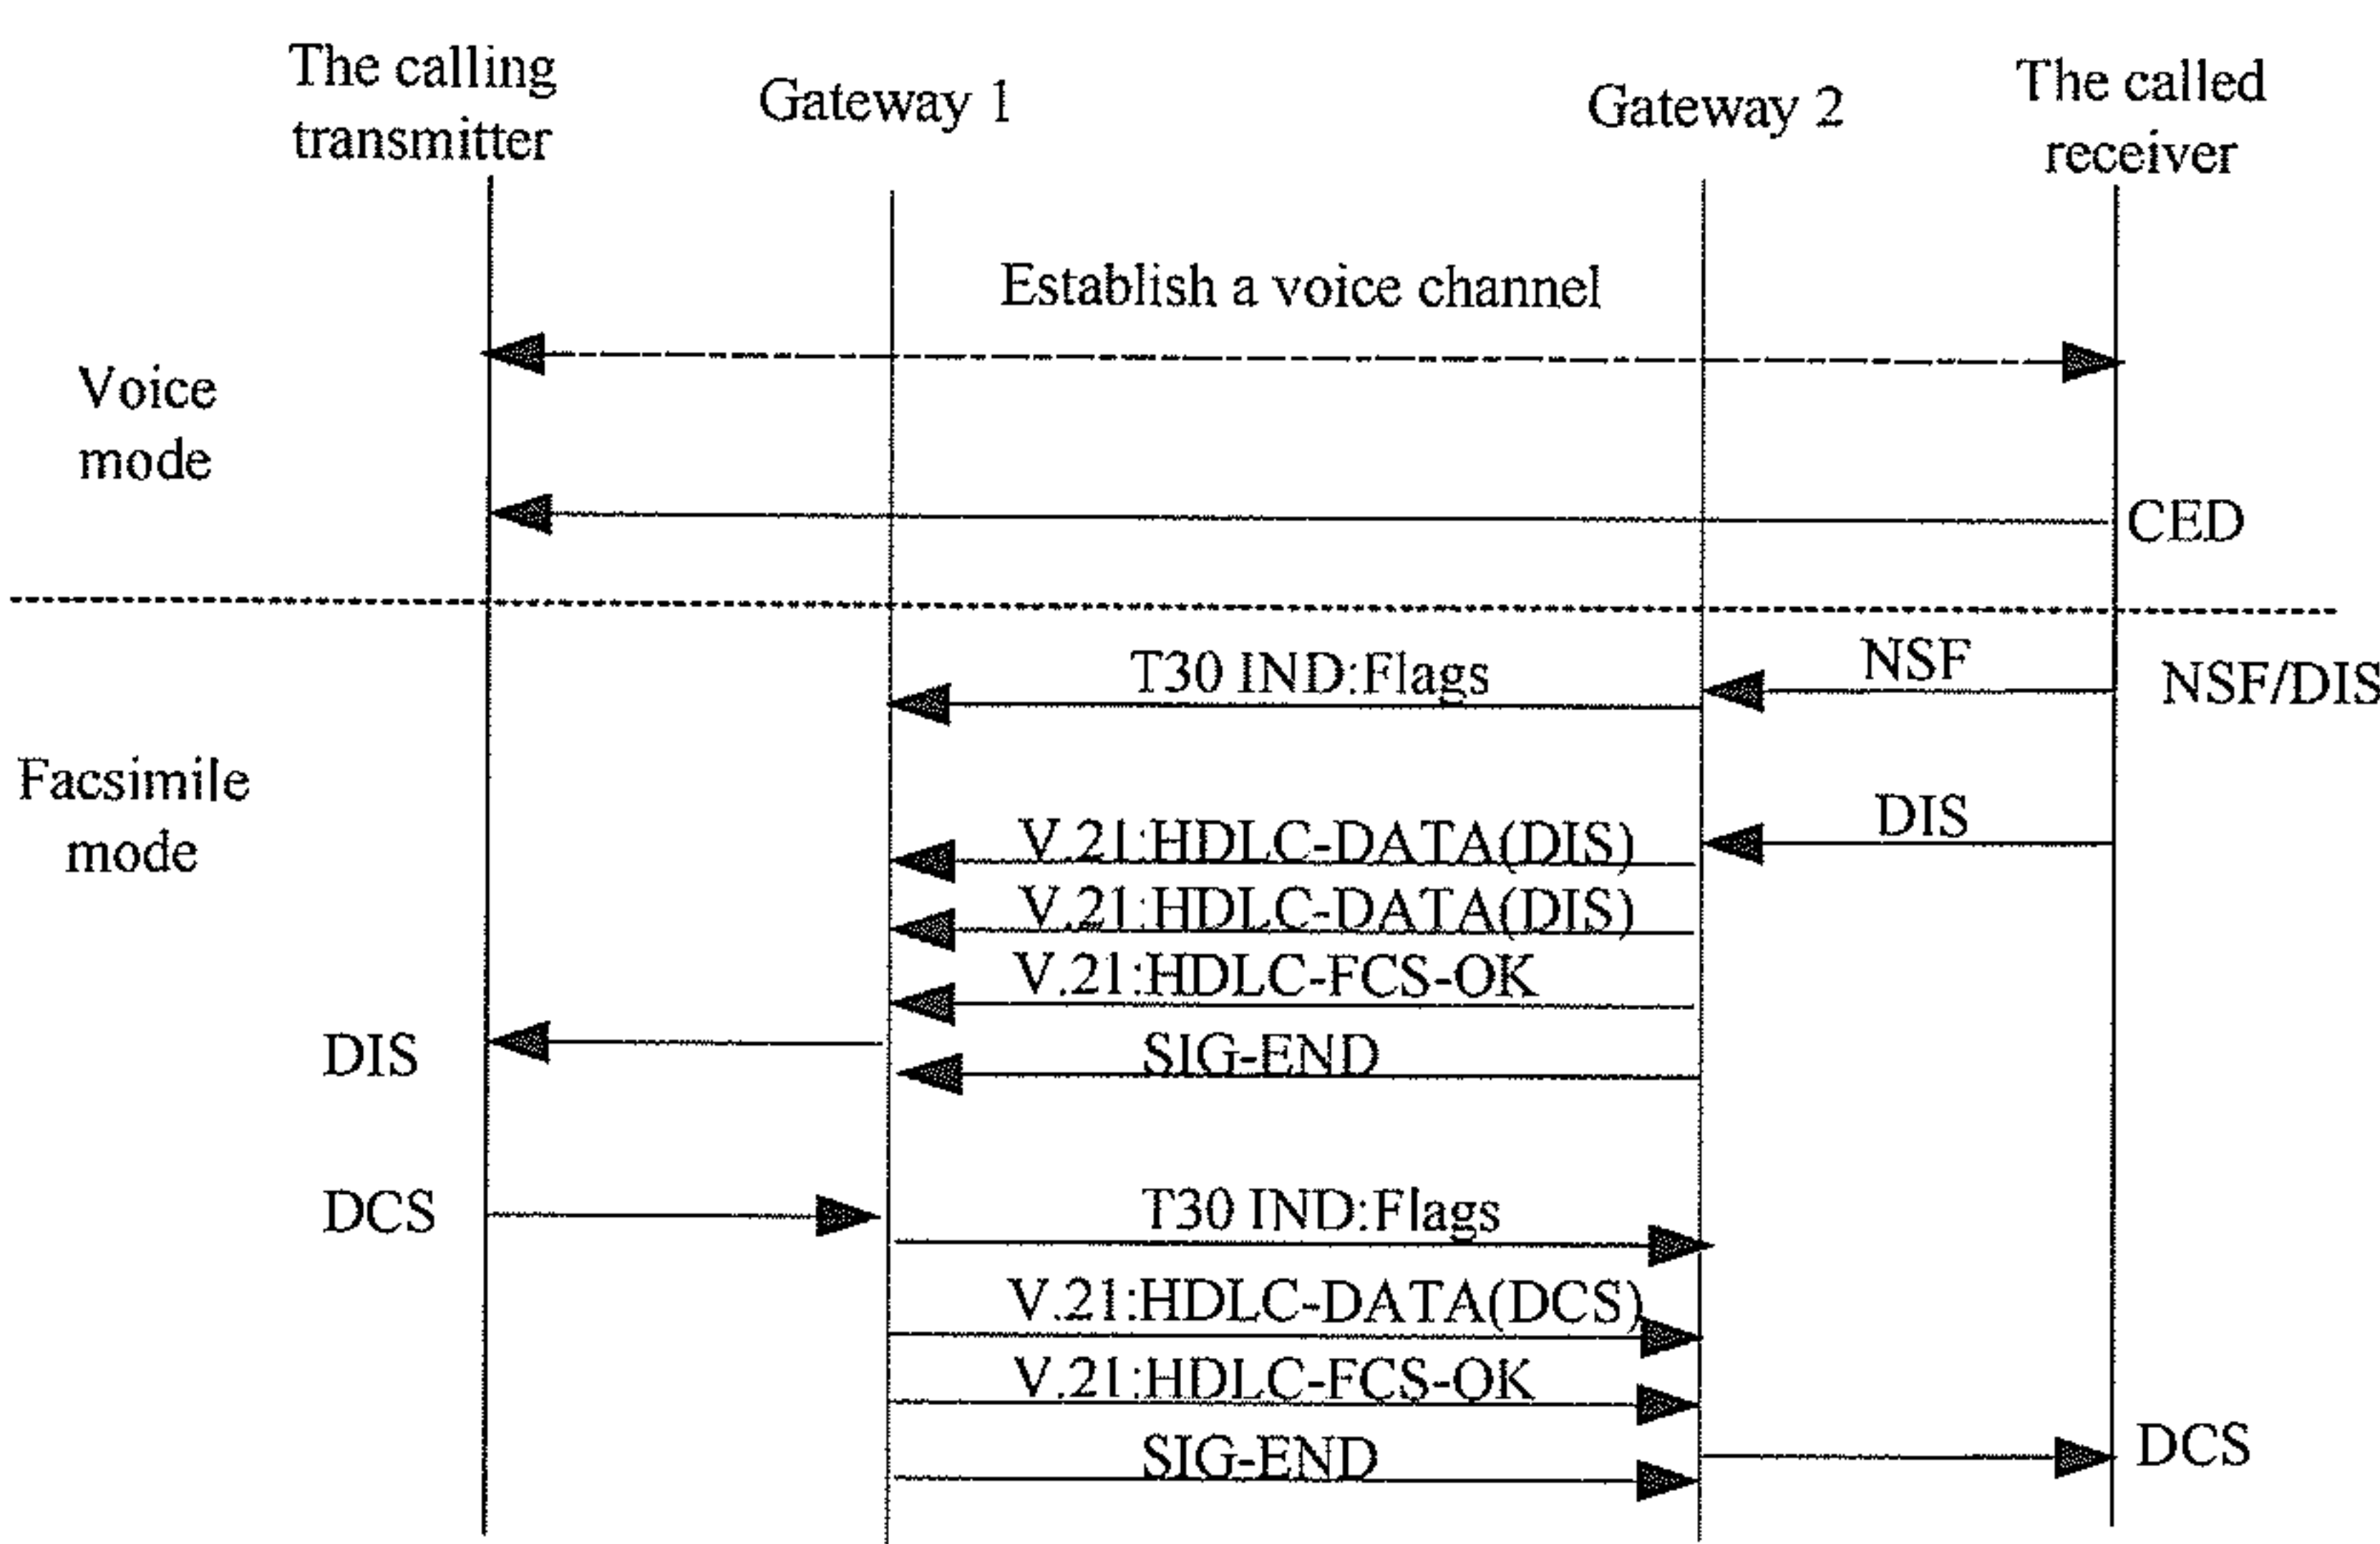 The calling
transmitter
Gateway 1
Gateway 2
The called
receiver
Establish a voice channel
Voice
mode
CED
T30 IND:Flags
NSF
NSF/DIS
Facsimile
mode
DIS
V.21:HDLC-DATA(DIS)
V.21:HDLC-DATA(DIS)
V.21:HDLC-FCS-OK
DIS
SIG-END
DCS
T30 IND:Flags
V.21:HDLC-DATA(DCS)
V.21:HDLC-FCS-OK
SIG-END
DCS